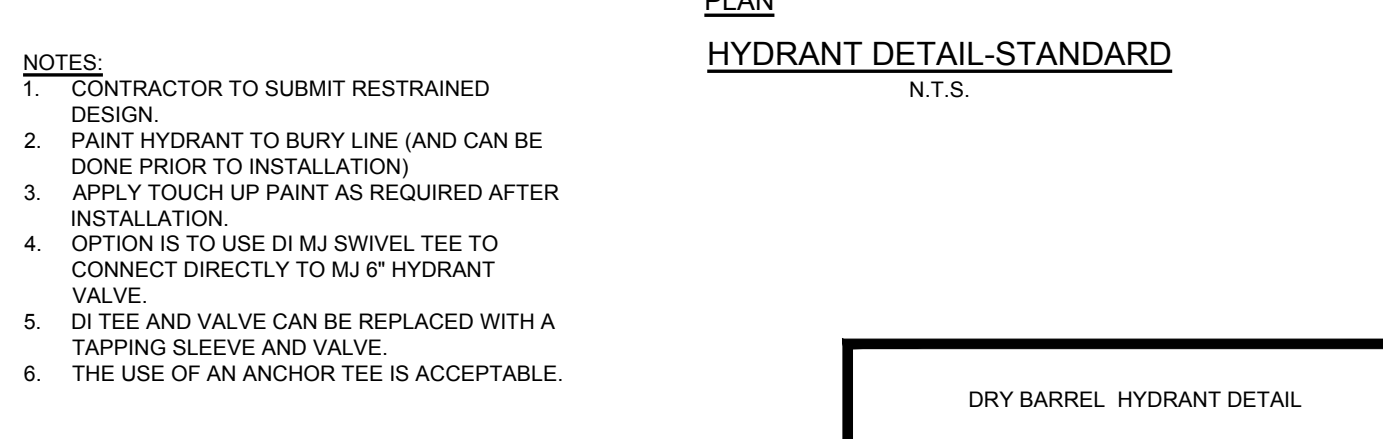 PLAN
HYDRANT DETAIL-STANDARD
N.T.S.
NOTES:
1. CONTRACTOR TO SUBMIT RESTRAINED
DESIGN.
2. PAINT HYDRANT TO BURY LINE (AND CAN BE
DONE PRIOR TO INSTALLATION)
3. APPLY TOUCH UP PAINT AS REQUIRED AFTER
INSTALLATION.
4. OPTION IS TO USE DI MJ SWIVEL TEE TO
CONNECT DIRECTLY TO MJ 6" HYDRANT
VALVE.
5. DI TEE AND VALVE CAN BE REPLACED WITH A
TAPPING SLEEVE AND VALVE.
6. THE USE OF AN ANCHOR TEE IS ACCEPTABLE.
DRY BARREL HYDRANT DETAIL